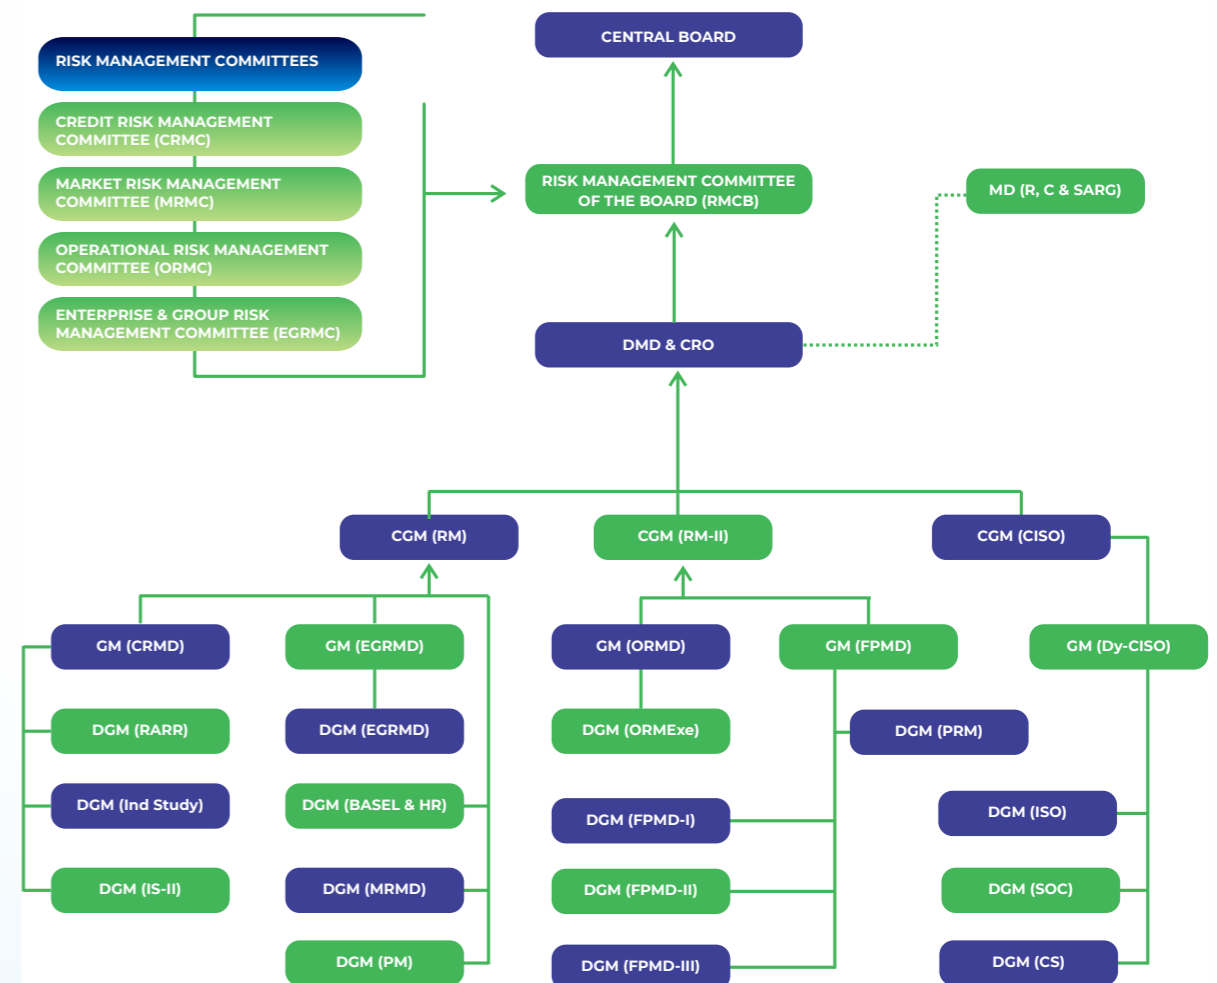 CENTRAL BOARD
RISK MANAGEMENT COMMITTEES
CREDIT RISK MANAGEMENT
COMMITTEE (CRMC)
MARKET RISK MANAGEMENT
COMMITTEE (MRMC)
OPERATIONAL RISK MANAGEMENT
COMMITTEE (ORMC)
ENTERPRISE & GROUP RISK
MANAGEMENT COMMITTEE (EGRMC)
RISK MANAGEMENT COMMITTEE
OF THE BOARD (RMCB)
MD (R, C & SARG)
DMD & CRO
CGM (RM)
CGM (RM-II)
CGM (CISO)
GM (CRMD)
GM (EGRMD)
GM (ORMD)
GM (FPMD)
GM (Dy-CISO)
DGM (RARR)
DGM (EGRMD)
DGM (ORMExe)
DGM (PRM)
DGM (Ind Study)
DGM (BASEL & HR)
DGM (FPMD-I)
DGM (ISO)
DGM (IS-II)
DGM (MRMD)
DGM (FPMD-II)
DGM (SOC)
DGM (PM)
DGM (FPMD-III)
DGM (CS)